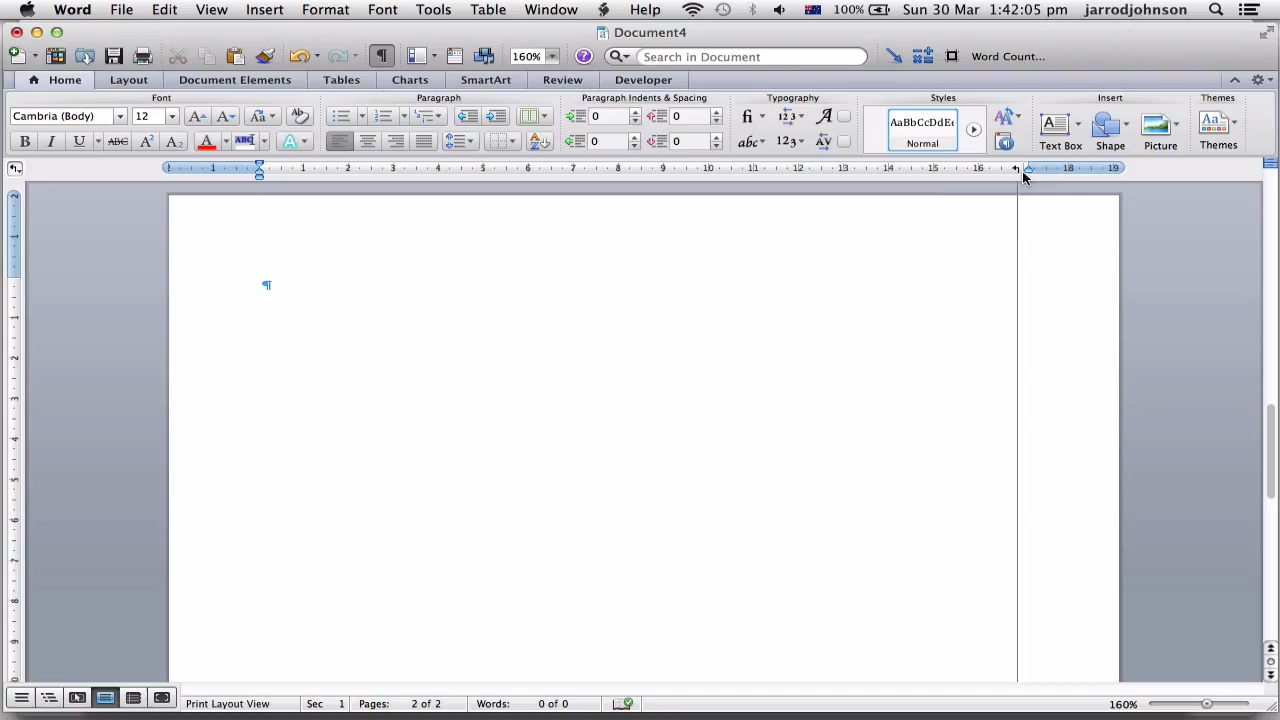 Word File Edit View Insert Format Font Tools Table Window Help 100% Sun 30 Mar 1:42:05 pm jarrodjohnson
Document4
160% Search in Document Word Count...
Home Layout Document Elements Tables Charts SmartArt Review Developer
Font Paragraph Paragraph Indents & Spacing Typography Styles Insert Themes
Cambria (Body) 12 0 0 AaBbCcDdEe
0 0 Normal Text Box Shape Picture Themes
1 1 2 3 4 5 6 7 8 9 10 11 12 13 14 15 16 18 19
¶
Print Layout View Sec 1 Pages: 2 of 2 Words: 0 of 0 160%